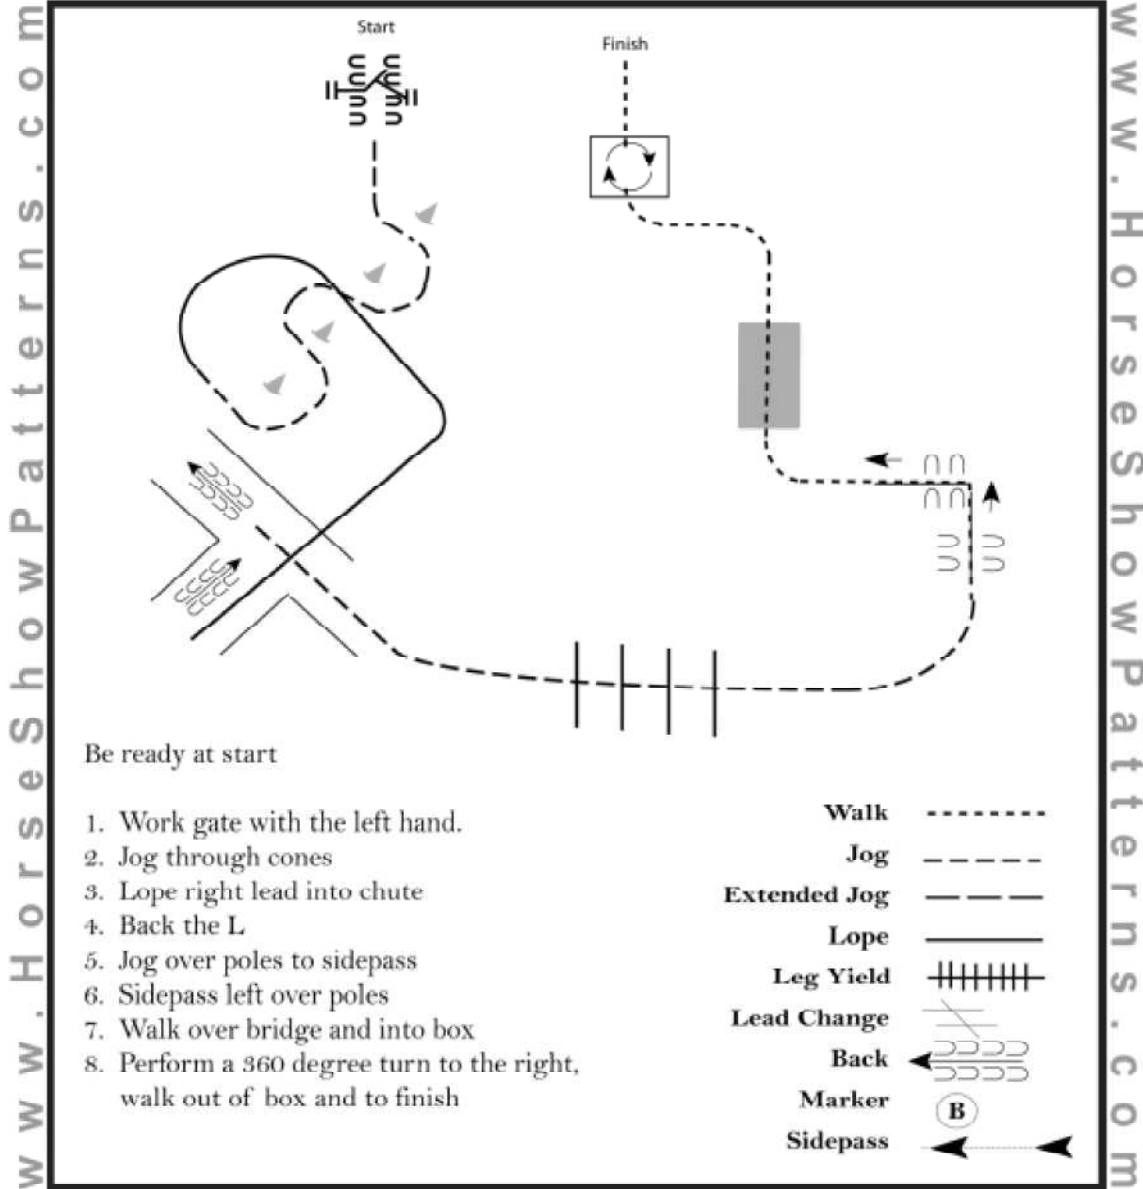 www.HorseShowPatterns.com
Start
Finish
Be ready at start
1. Work gate with the left hand.
2. Jog through cones
3. Lope right lead into chute
4. Back the L
5. Jog over poles to sidepass
6. Sidepass left over poles
7. Walk over bridge and into box
8. Perform a 360 degree turn to the right,
walk out of box and to finish
Walk
Jog
Extended Jog
Lope
Leg Yield
Lead Change
Back
Marker
B
Sidepass
www.HorseShowPatterns.com